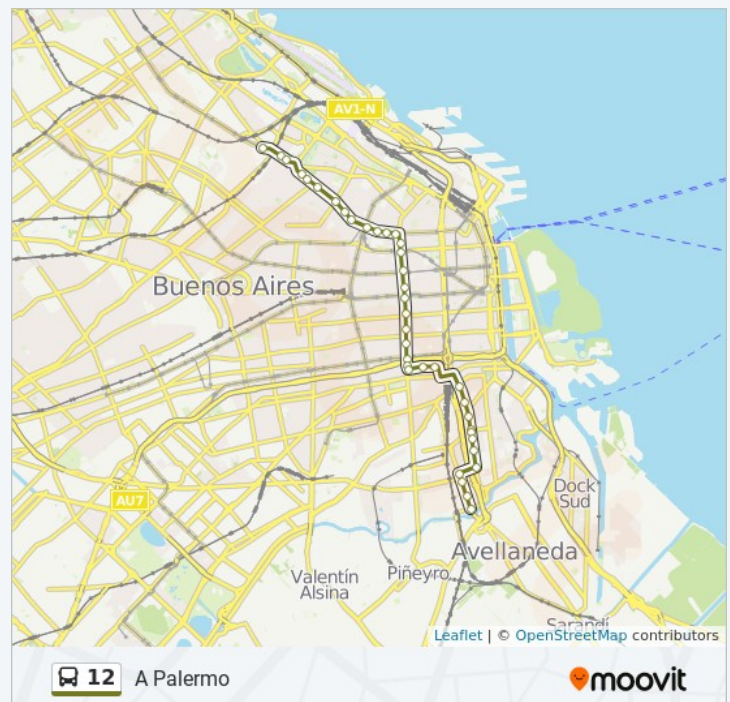 AV1-N
Buenos Aires
AU7
Dock
Sud
Avellaneda
Piñeyro
Valentín
Alsina
Sarandí
Leaflet | © OpenStreetMap contributors
12 A Palermo
moovit